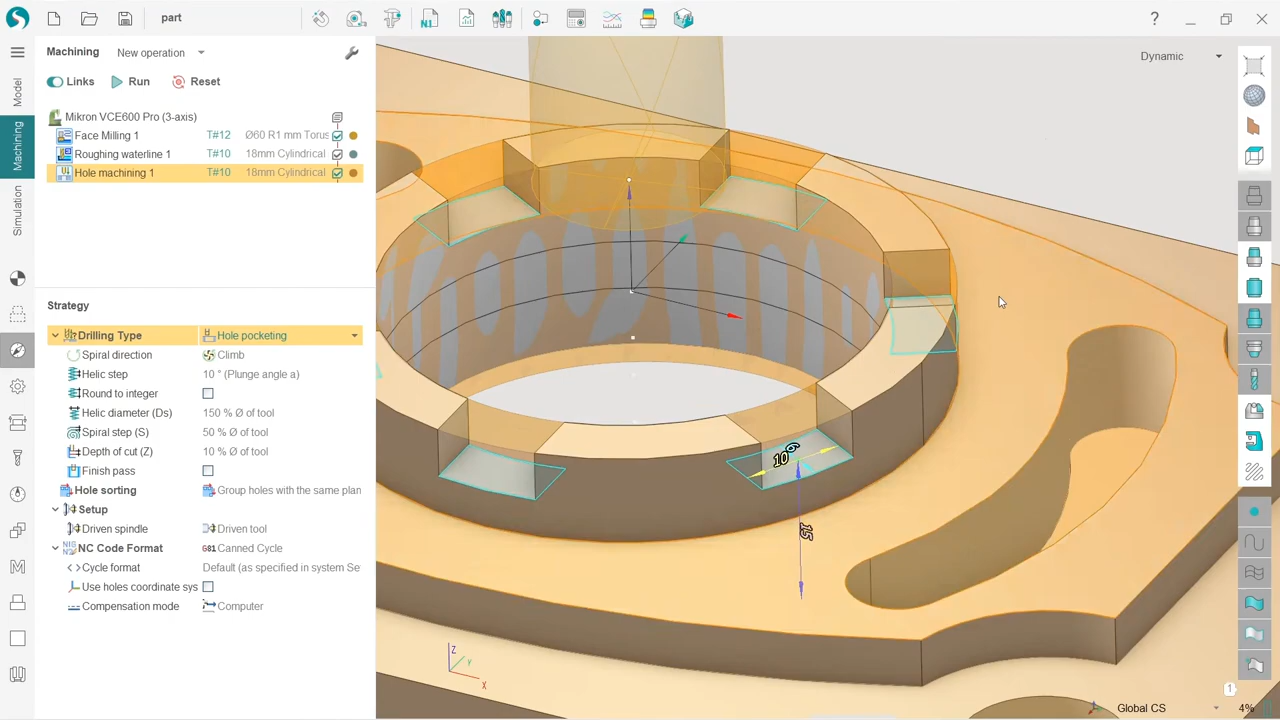 part
?
Machining
New operation
Dynamic
Links
Run
Reset
Model
Machining
Simulation
Mikron VCE600 Pro (3-axis)
Face Milling 1 T#12 Ø60 R1 mm Torus
Roughing waterline 1 T#10 18mm Cylindrical
Hole machining 1 T#10 18mm Cylindrical
Strategy
Drilling Type Hole pocketing
Spiral direction Climb
Helic step 10 ° (Plunge angle a)
Round to integer
Helic diameter (Ds) 150 % Ø of tool
Spiral step (S) 50 % Ø of tool
Depth of cut (Z) 10 % Ø of tool
Finish pass
Hole sorting Group holes with the same plan
Setup
Driven spindle Driven tool
NC Code Format G81 Canned Cycle
Cycle format Default (as specified in system Se
Use holes coordinate sys
Compensation mode Computer
15
Z
Y
X
1
Global CS
4%